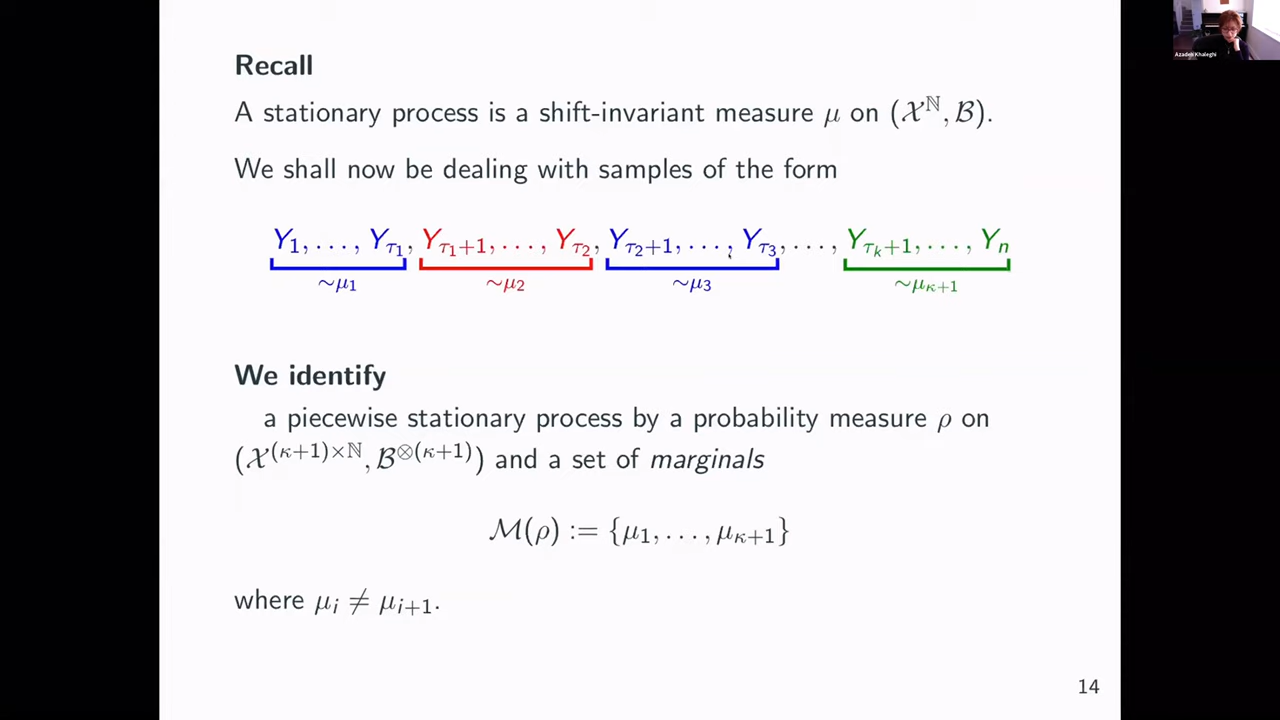 Recall
A stationary process is a shift-invariant measure μ on (𝒳^ℕ, ℬ).
We shall now be dealing with samples of the form
Y_1, . . . , Y_{τ_1}, Y_{τ_1+1}, . . . , Y_{τ_2}, Y_{τ_2+1}, . . . , Y_{τ_3}, . . . , Y_{τ_k+1}, . . . , Y_n
∼μ_1 ∼μ_2 ∼μ_3 ∼μ_{κ+1}
We identify
a piecewise stationary process by a probability measure ρ on
(𝒳^{(κ+1)×ℕ}, ℬ^{⊗(κ+1)}) and a set of marginals
ℳ(ρ) := {μ_1, . . . , μ_{κ+1}}
where μ_i ≠ μ_{i+1}.
14
Azadeh Khaleghi